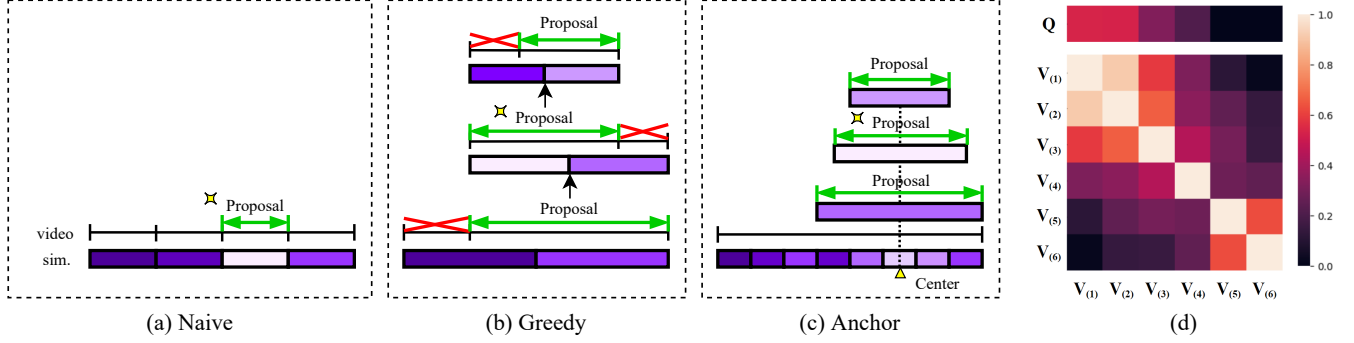 Proposal
video
sim.
(a) Naive
Proposal
Proposal
Proposal
(b) Greedy
Proposal
Proposal
Proposal
Center
(c) Anchor
Q
V(1)
V(2)
V(3)
V(4)
V(5)
V(6)
V(1) V(2) V(3) V(4) V(5) V(6)
1.0
0.8
0.6
0.4
0.2
0.0
(d)